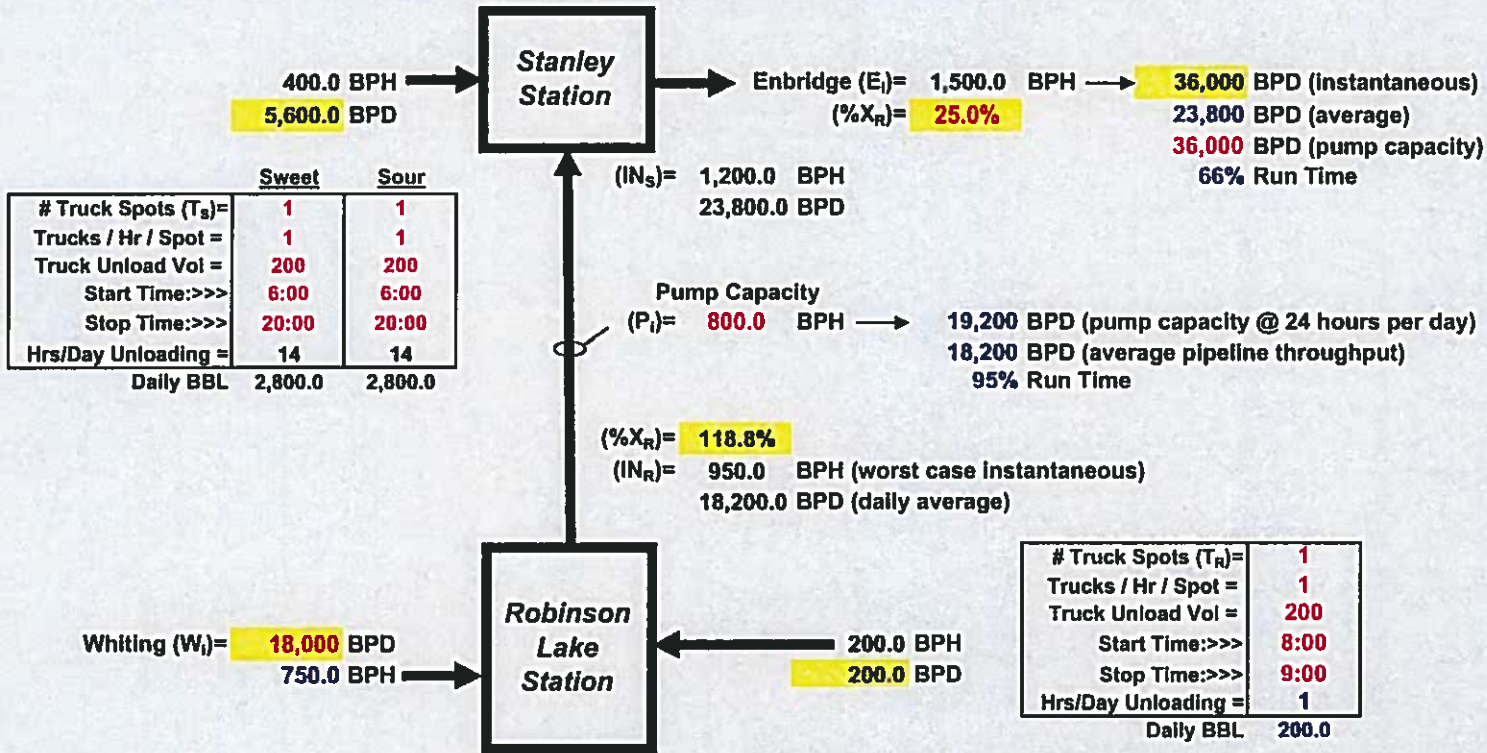 Stanley
Station
400.0 BPH
5,600.0 BPD
Enbridge (EI)= 1,500.0 BPH 36,000 BPD (instantaneous)
(%XR)= 25.0% 23,800 BPD (average)
36,000 BPD (pump capacity)
66% Run Time
(INS)= 1,200.0 BPH
23,800.0 BPD
Sweet Sour
# Truck Spots (TS)= 1 1
Trucks / Hr / Spot = 1 1
Truck Unload Vol = 200 200
Start Time:>>> 6:00 6:00
Stop Time:>>> 20:00 20:00
Hrs/Day Unloading = 14 14
Daily BBL 2,800.0 2,800.0
Pump Capacity
(PI)= 800.0 BPH 19,200 BPD (pump capacity @ 24 hours per day)
18,200 BPD (average pipeline throughput)
95% Run Time
(%XR)= 118.8%
(INR)= 950.0 BPH (worst case instantaneous)
18,200.0 BPD (daily average)
Robinson
Lake
Station
Whiting (WI)= 18,000 BPD
750.0 BPH
200.0 BPH
200.0 BPD
# Truck Spots (TR)= 1
Trucks / Hr / Spot = 1
Truck Unload Vol = 200
Start Time:>>> 8:00
Stop Time:>>> 9:00
Hrs/Day Unloading = 1
Daily BBL 200.0